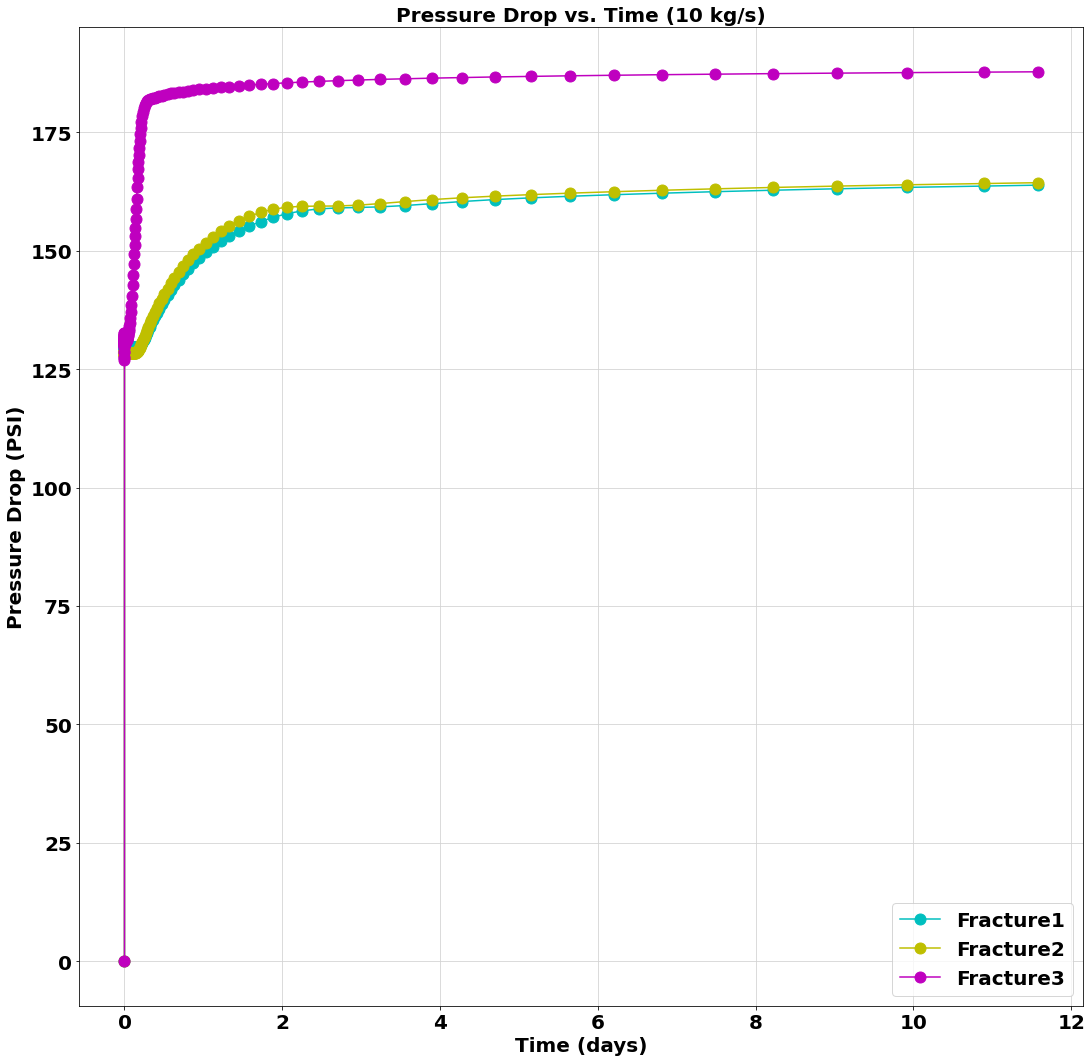 Pressure Drop vs. Time (10 kg/s)
Pressure Drop (PSI)
175
150
125
100
75
50
25
0
0 2 4 6 8 10 12
Time (days)
Fracture1
Fracture2
Fracture3